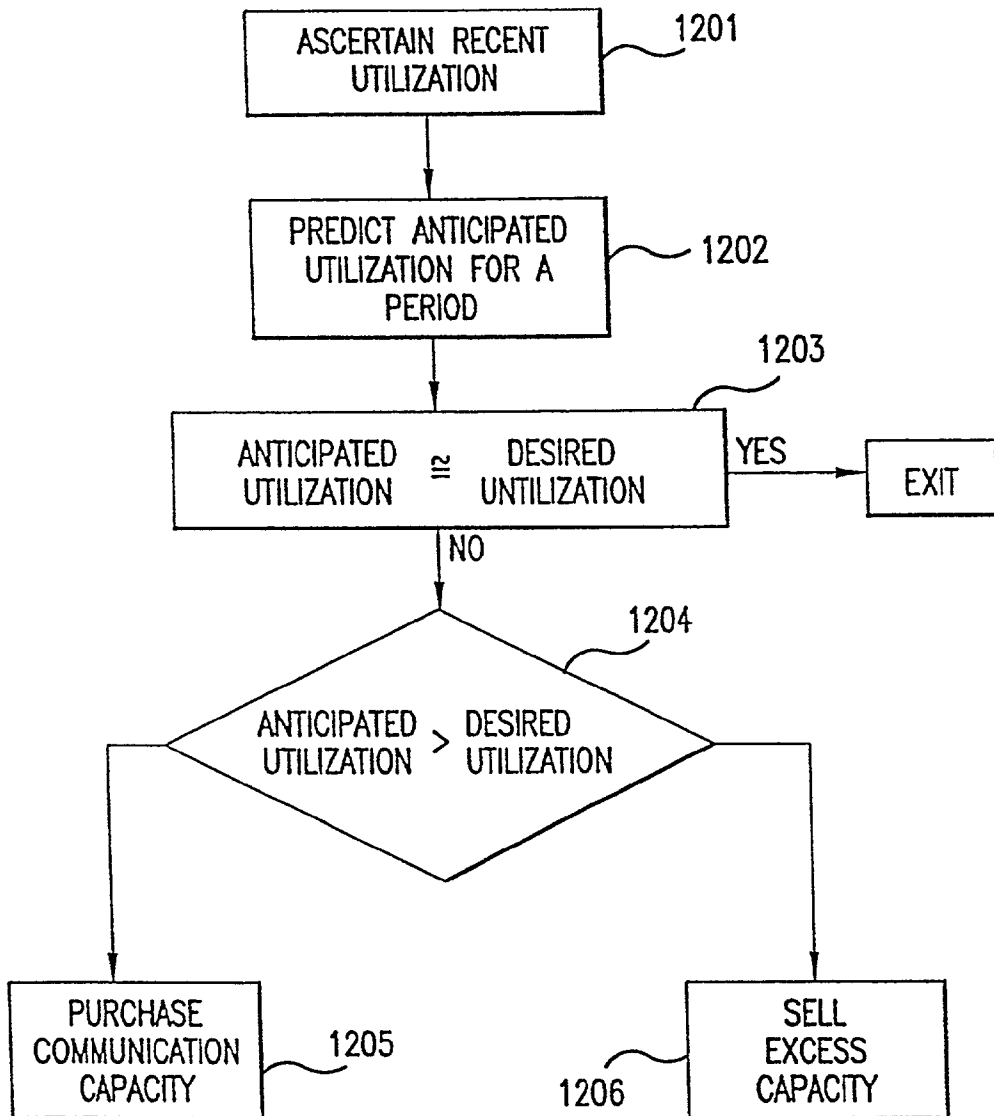 ASCERTAIN RECENT
UTILIZATION
1201
PREDICT ANTICIPATED
UTILIZATION FOR A
PERIOD
1202
1203
ANTICIPATED ≅ DESIRED
UTILIZATION UNTILIZATION
YES
EXIT
NO
1204
ANTICIPATED > DESIRED
UTILIZATION UTILIZATION
PURCHASE
COMMUNICATION
CAPACITY
1205
SELL
EXCESS
CAPACITY
1206